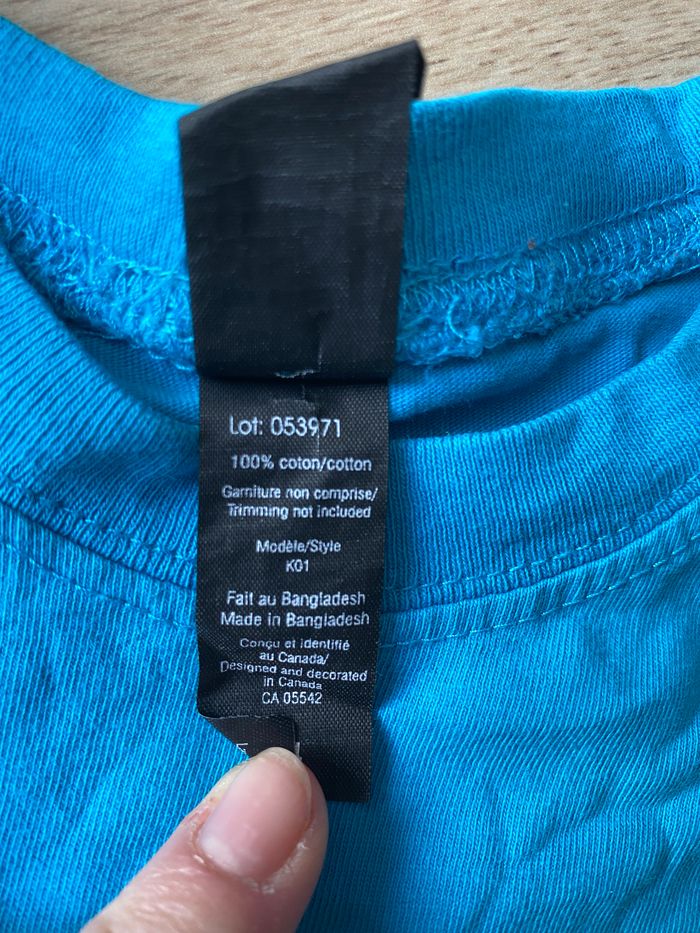 Lot: 053971
100% coton/cotton
Garniture non comprise/
Trimming not included
Modèle/Style
K01
Fait au Bangladesh
Made in Bangladesh
Conçu et identifié
au Canada/
Designed and decorated
in Canada
CA 05542